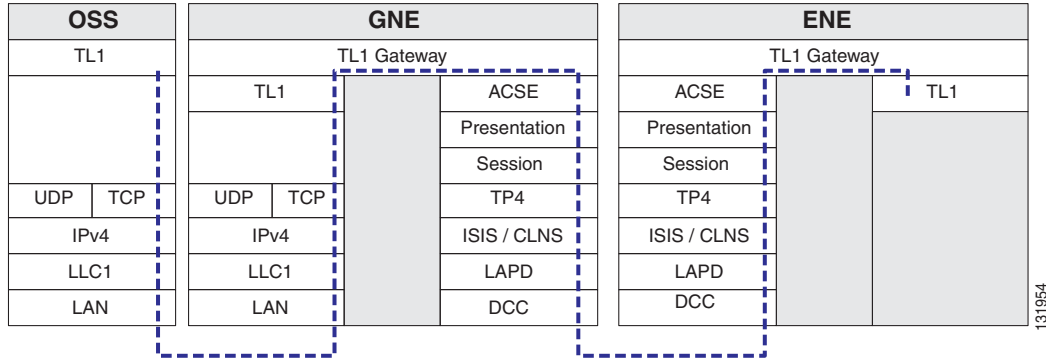 OSS GNE ENE
TL1 TL1 Gateway TL1 Gateway
TL1 ACSE ACSE TL1
Presentation Presentation
Session Session
UDP TCP UDP TCP TP4 TP4
IPv4 IPv4 ISIS / CLNS ISIS / CLNS
LLC1 LLC1 LAPD LAPD
LAN LAN DCC DCC
131954